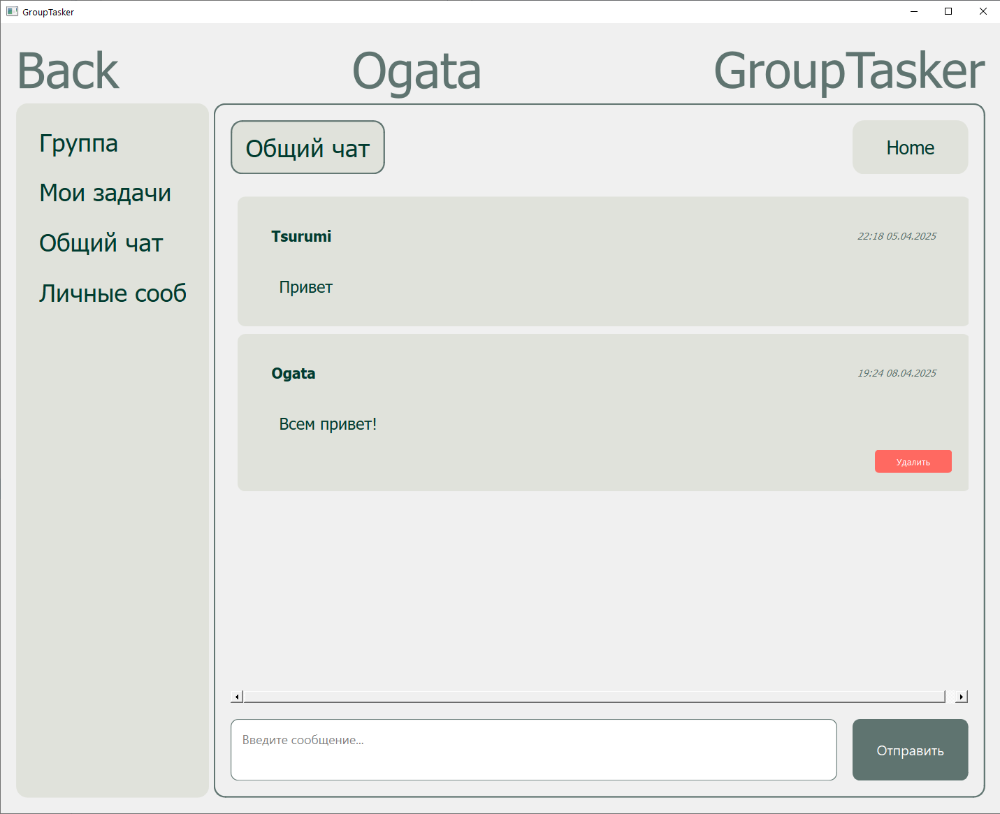 GroupTasker
Back
Ogata
GroupTasker
Группа
Мои задачи
Общий чат
Личные сооб
Общий чат
Home
Tsurumi
22:18 05.04.2025
Привет
Ogata
19:24 08.04.2025
Всем привет!
Удалить
Введите сообщение...
Отправить